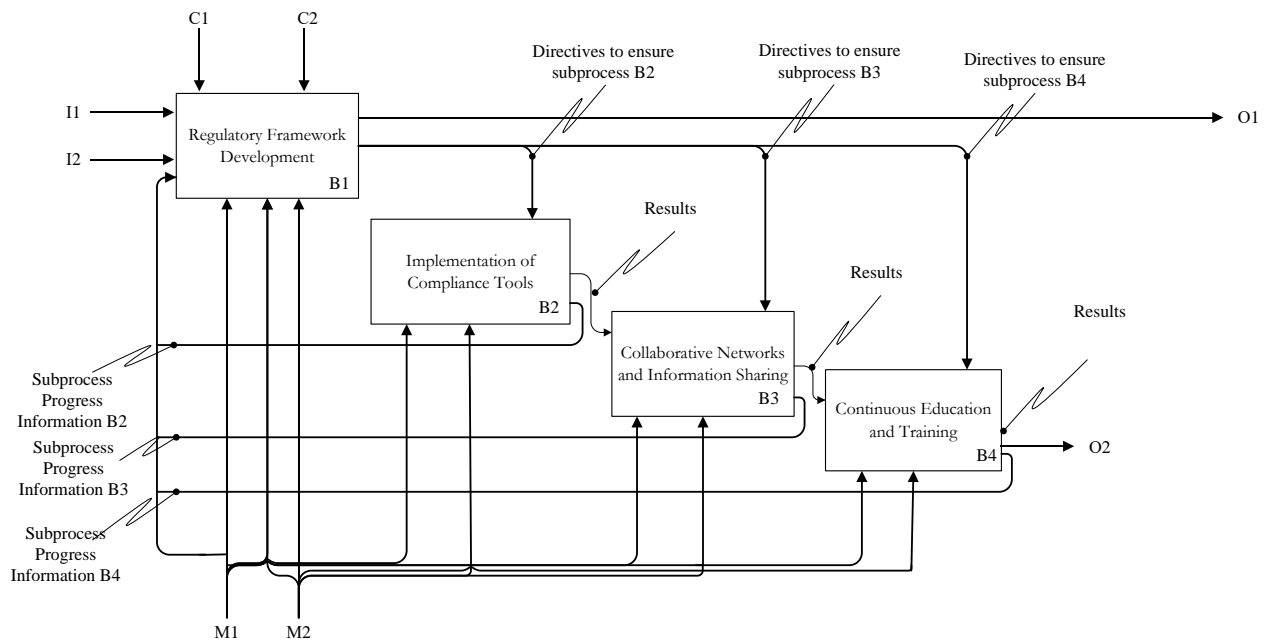 C1
C2
Directives to ensure
subprocess B2
Directives to ensure
subprocess B3
Directives to ensure
subprocess B4
I1
I2
O1
Regulatory Framework
Development
B1
Results
Implementation of
Compliance Tools
B2
Results
Results
Collaborative Networks
and Information Sharing
B3
Subprocess
Progress
Information B2
Continuous Education
and Training
B4
O2
Subprocess
Progress
Information B3
Subprocess
Progress
Information B4
M1
M2